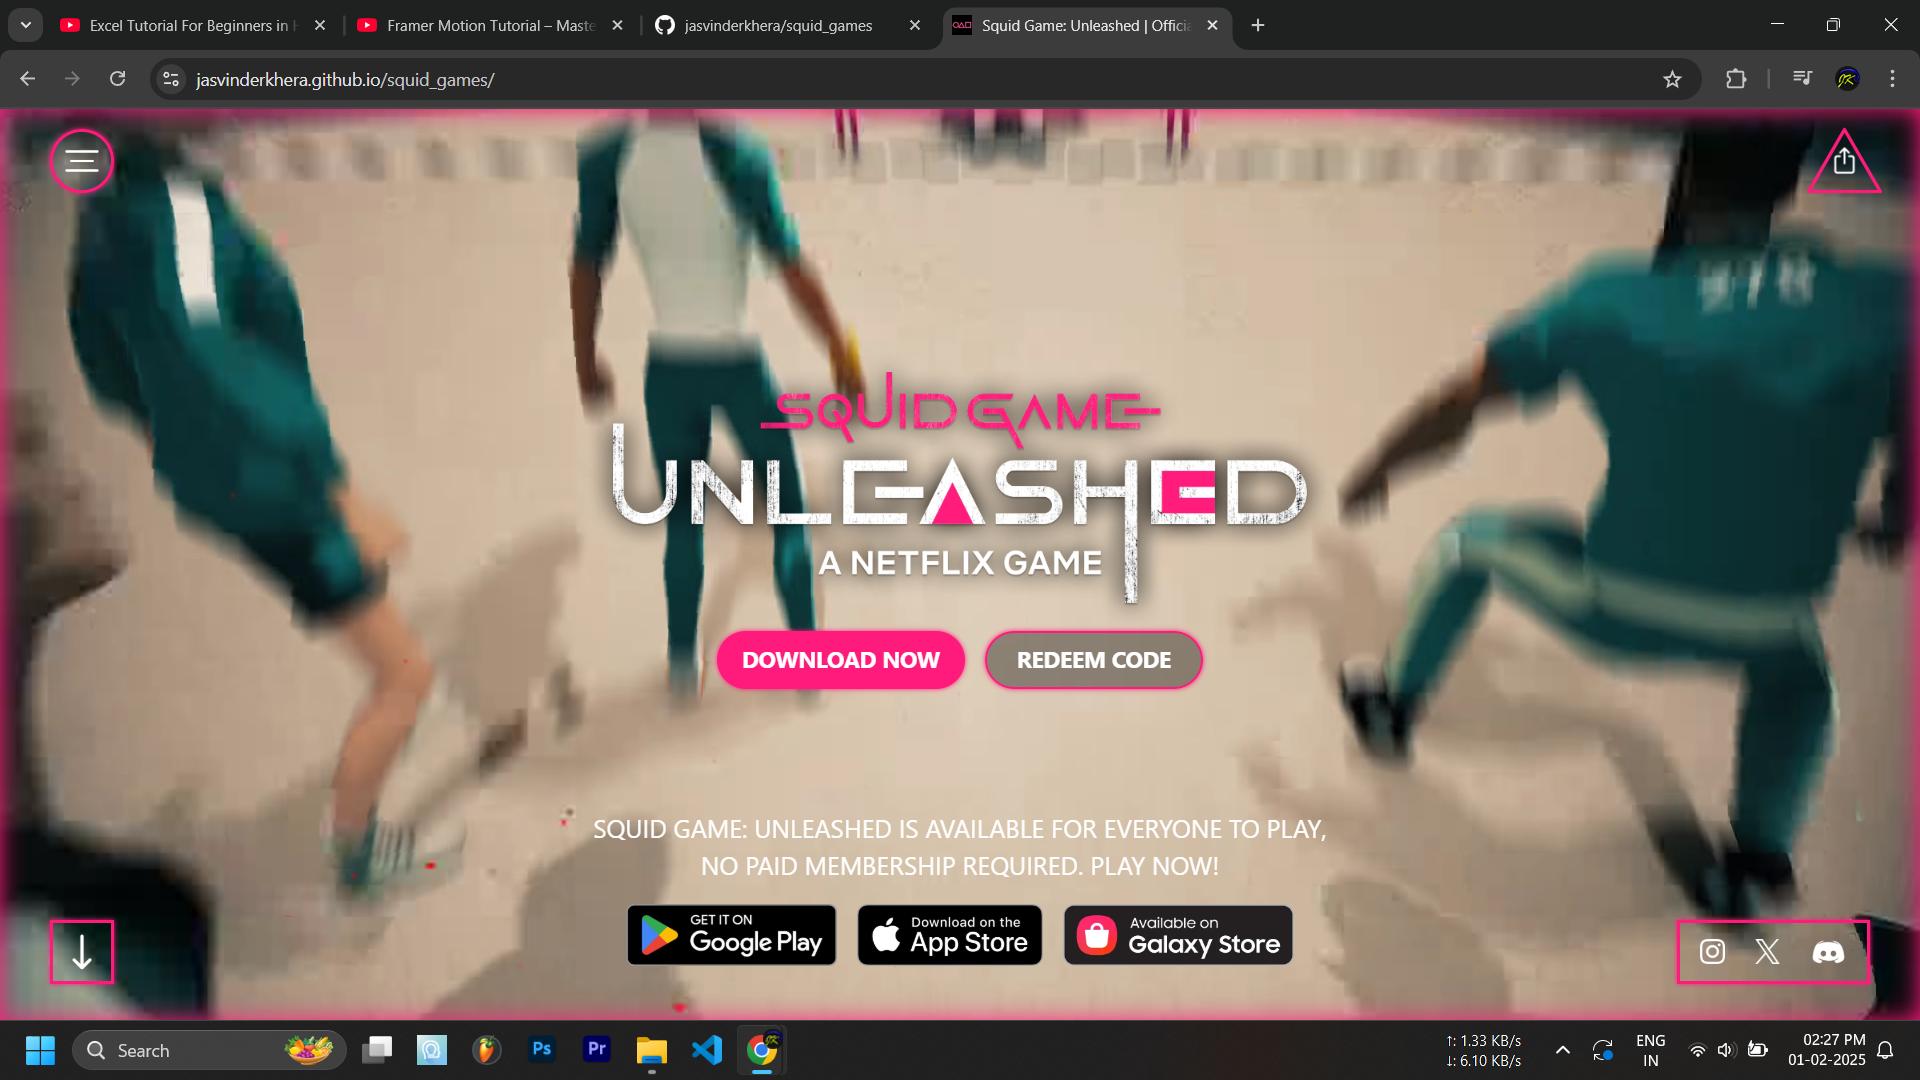 Excel Tutorial For Beginners in H
Framer Motion Tutorial – Maste
jasvinderkhera/squid_games
Squid Game: Unleashed | Officia
jasvinderkhera.github.io/squid_games/
SQUID GAME
UNLEASHED
A NETFLIX GAME
DOWNLOAD NOW
REDEEM CODE
SQUID GAME: UNLEASHED IS AVAILABLE FOR EVERYONE TO PLAY,
NO PAID MEMBERSHIP REQUIRED. PLAY NOW!
GET IT ON
Google Play
Download on the
App Store
Available on
Galaxy Store
Search
Ps
Pr
↑: 1.33 KB/s
↓: 6.10 KB/s
ENG
IN
02:27 PM
01-02-2025